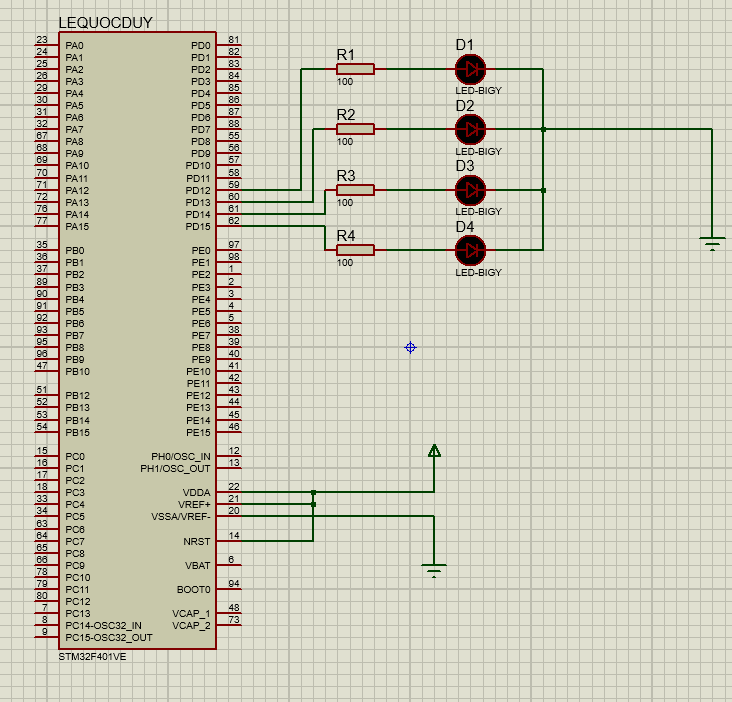 LEQUOCDUY
23 PA0 PD0 81
24 PA1 PD1 82
25 PA2 PD2 83
26 PA3 PD3 84
29 PA4 PD4 85
30 PA5 PD5 86
31 PA6 PD6 87
32 PA7 PD7 88
67 PA8 PD8 55
68 PA9 PD9 56
69 PA10 PD10 57
70 PA11 PD11 58
71 PA12 PD12 59
72 PA13 PD13 60
76 PA14 PD14 61
77 PA15 PD15 62
35 PB0 PE0 97
36 PB1 PE1 98
37 PB2 PE2 1
89 PB3 PE3 2
90 PB4 PE4 3
91 PB5 PE5 4
92 PB6 PE6 5
93 PB7 PE7 38
95 PB8 PE8 39
96 PB9 PE9 40
47 PB10 PE10 41
PE11 42
51 PB12 PE12 43
52 PB13 PE13 44
53 PB14 PE14 45
54 PB15 PE15 46
15 PC0 PH0/OSC_IN 12
16 PC1 PH1/OSC_OUT 13
17 PC2
18 PC3 VDDA 22
33 PC4 VREF+ 21
34 PC5 VSSA/VREF- 20
63 PC6
64 PC7 NRST 14
65 PC8
66 PC9 VBAT 6
78 PC10
79 PC11 BOOT0 94
80 PC12
7 PC13 VCAP_1 48
8 PC14-OSC32_IN VCAP_2 73
9 PC15-OSC32_OUT
STM32F401VE
R1
100
D1
LED-BIGY
R2
100
D2
LED-BIGY
R3
100
D3
LED-BIGY
R4
100
D4
LED-BIGY